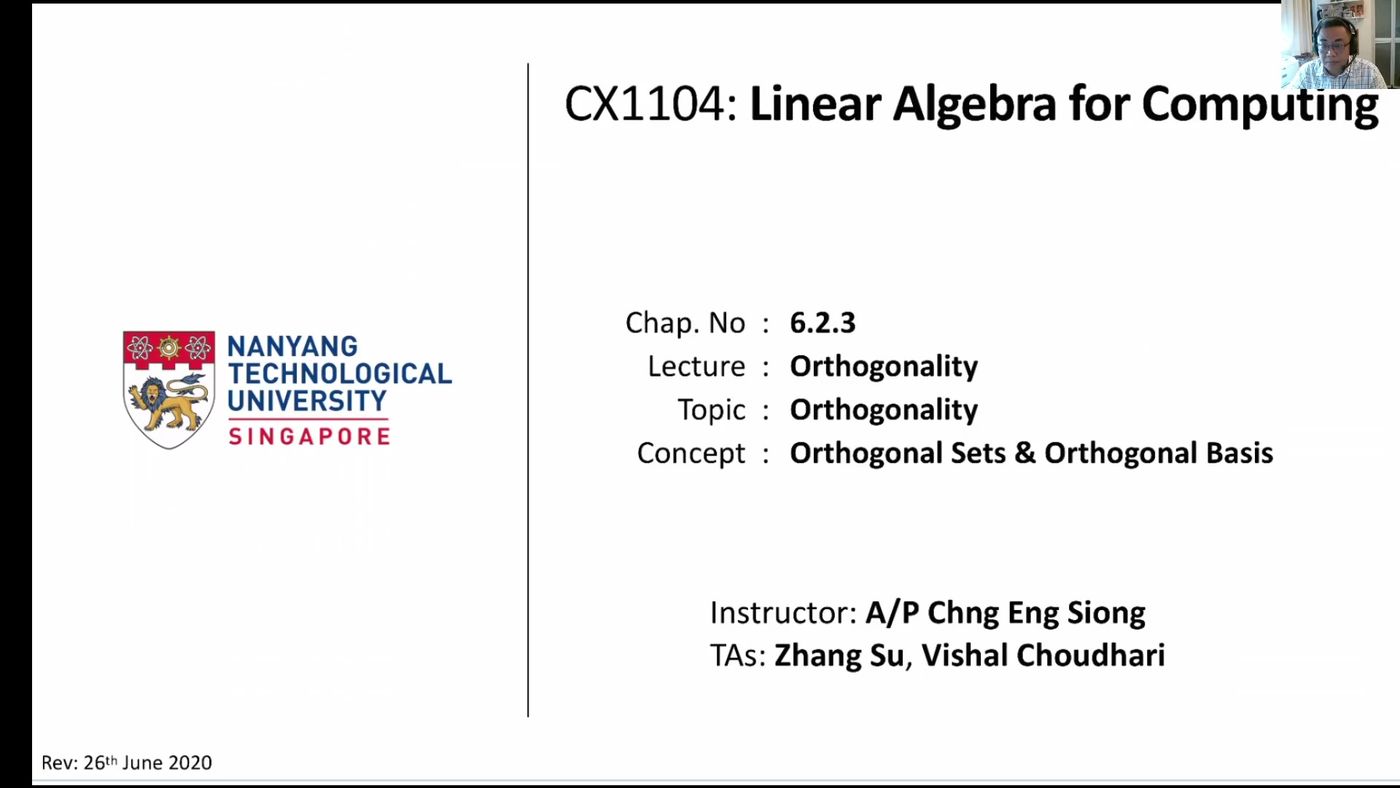 CX1104: Linear Algebra for Computing
NANYANG
TECHNOLOGICAL
UNIVERSITY
SINGAPORE
Chap. No : 6.2.3
Lecture : Orthogonality
Topic : Orthogonality
Concept : Orthogonal Sets & Orthogonal Basis
Instructor: A/P Chng Eng Siong
TAs: Zhang Su, Vishal Choudhari
Rev: 26th June 2020